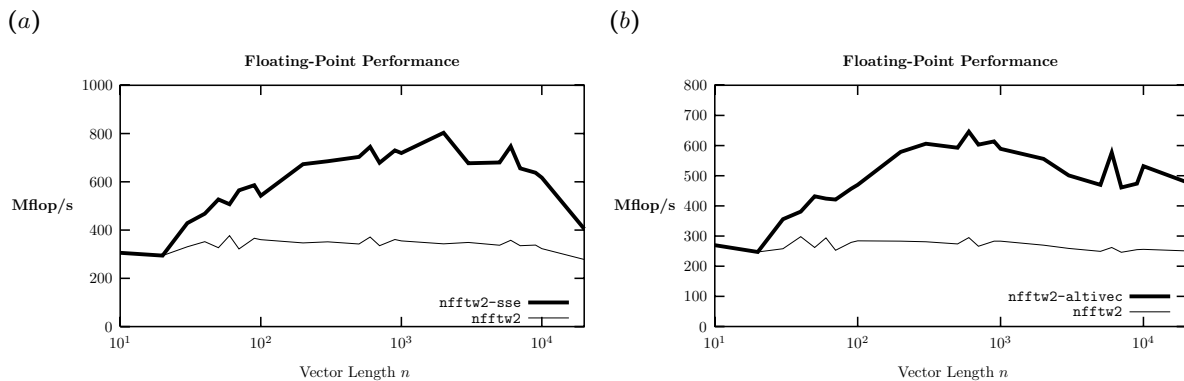 (a)
Floating-Point Performance
1000
800
600
Mflop/s
400
200
0
nfftw2-sse
nfftw2
10^1
10^2
10^3
10^4
Vector Length n
(b)
Floating-Point Performance
800
700
600
500
Mflop/s
400
300
200
100
0
nfftw2-altivec
nfftw2
10^1
10^2
10^3
10^4
Vector Length n